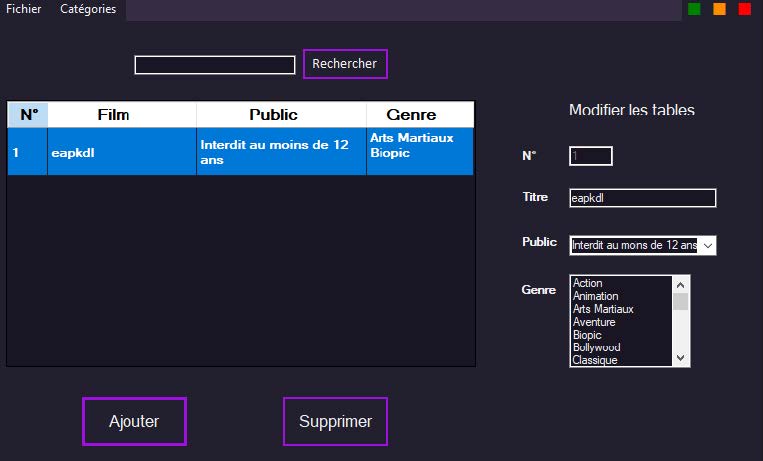 Fichier Catégories
Rechercher
N° Film Public Genre
1 eapkdl Interdit au moins de 12 ans Arts Martiaux Biopic
Modifier les tables
N° 1
Titre eapkdl
Public Interdit au moins de 12 ans
Genre
Action
Animation
Arts Martiaux
Aventure
Biopic
Bollywood
Classique
Ajouter Supprimer